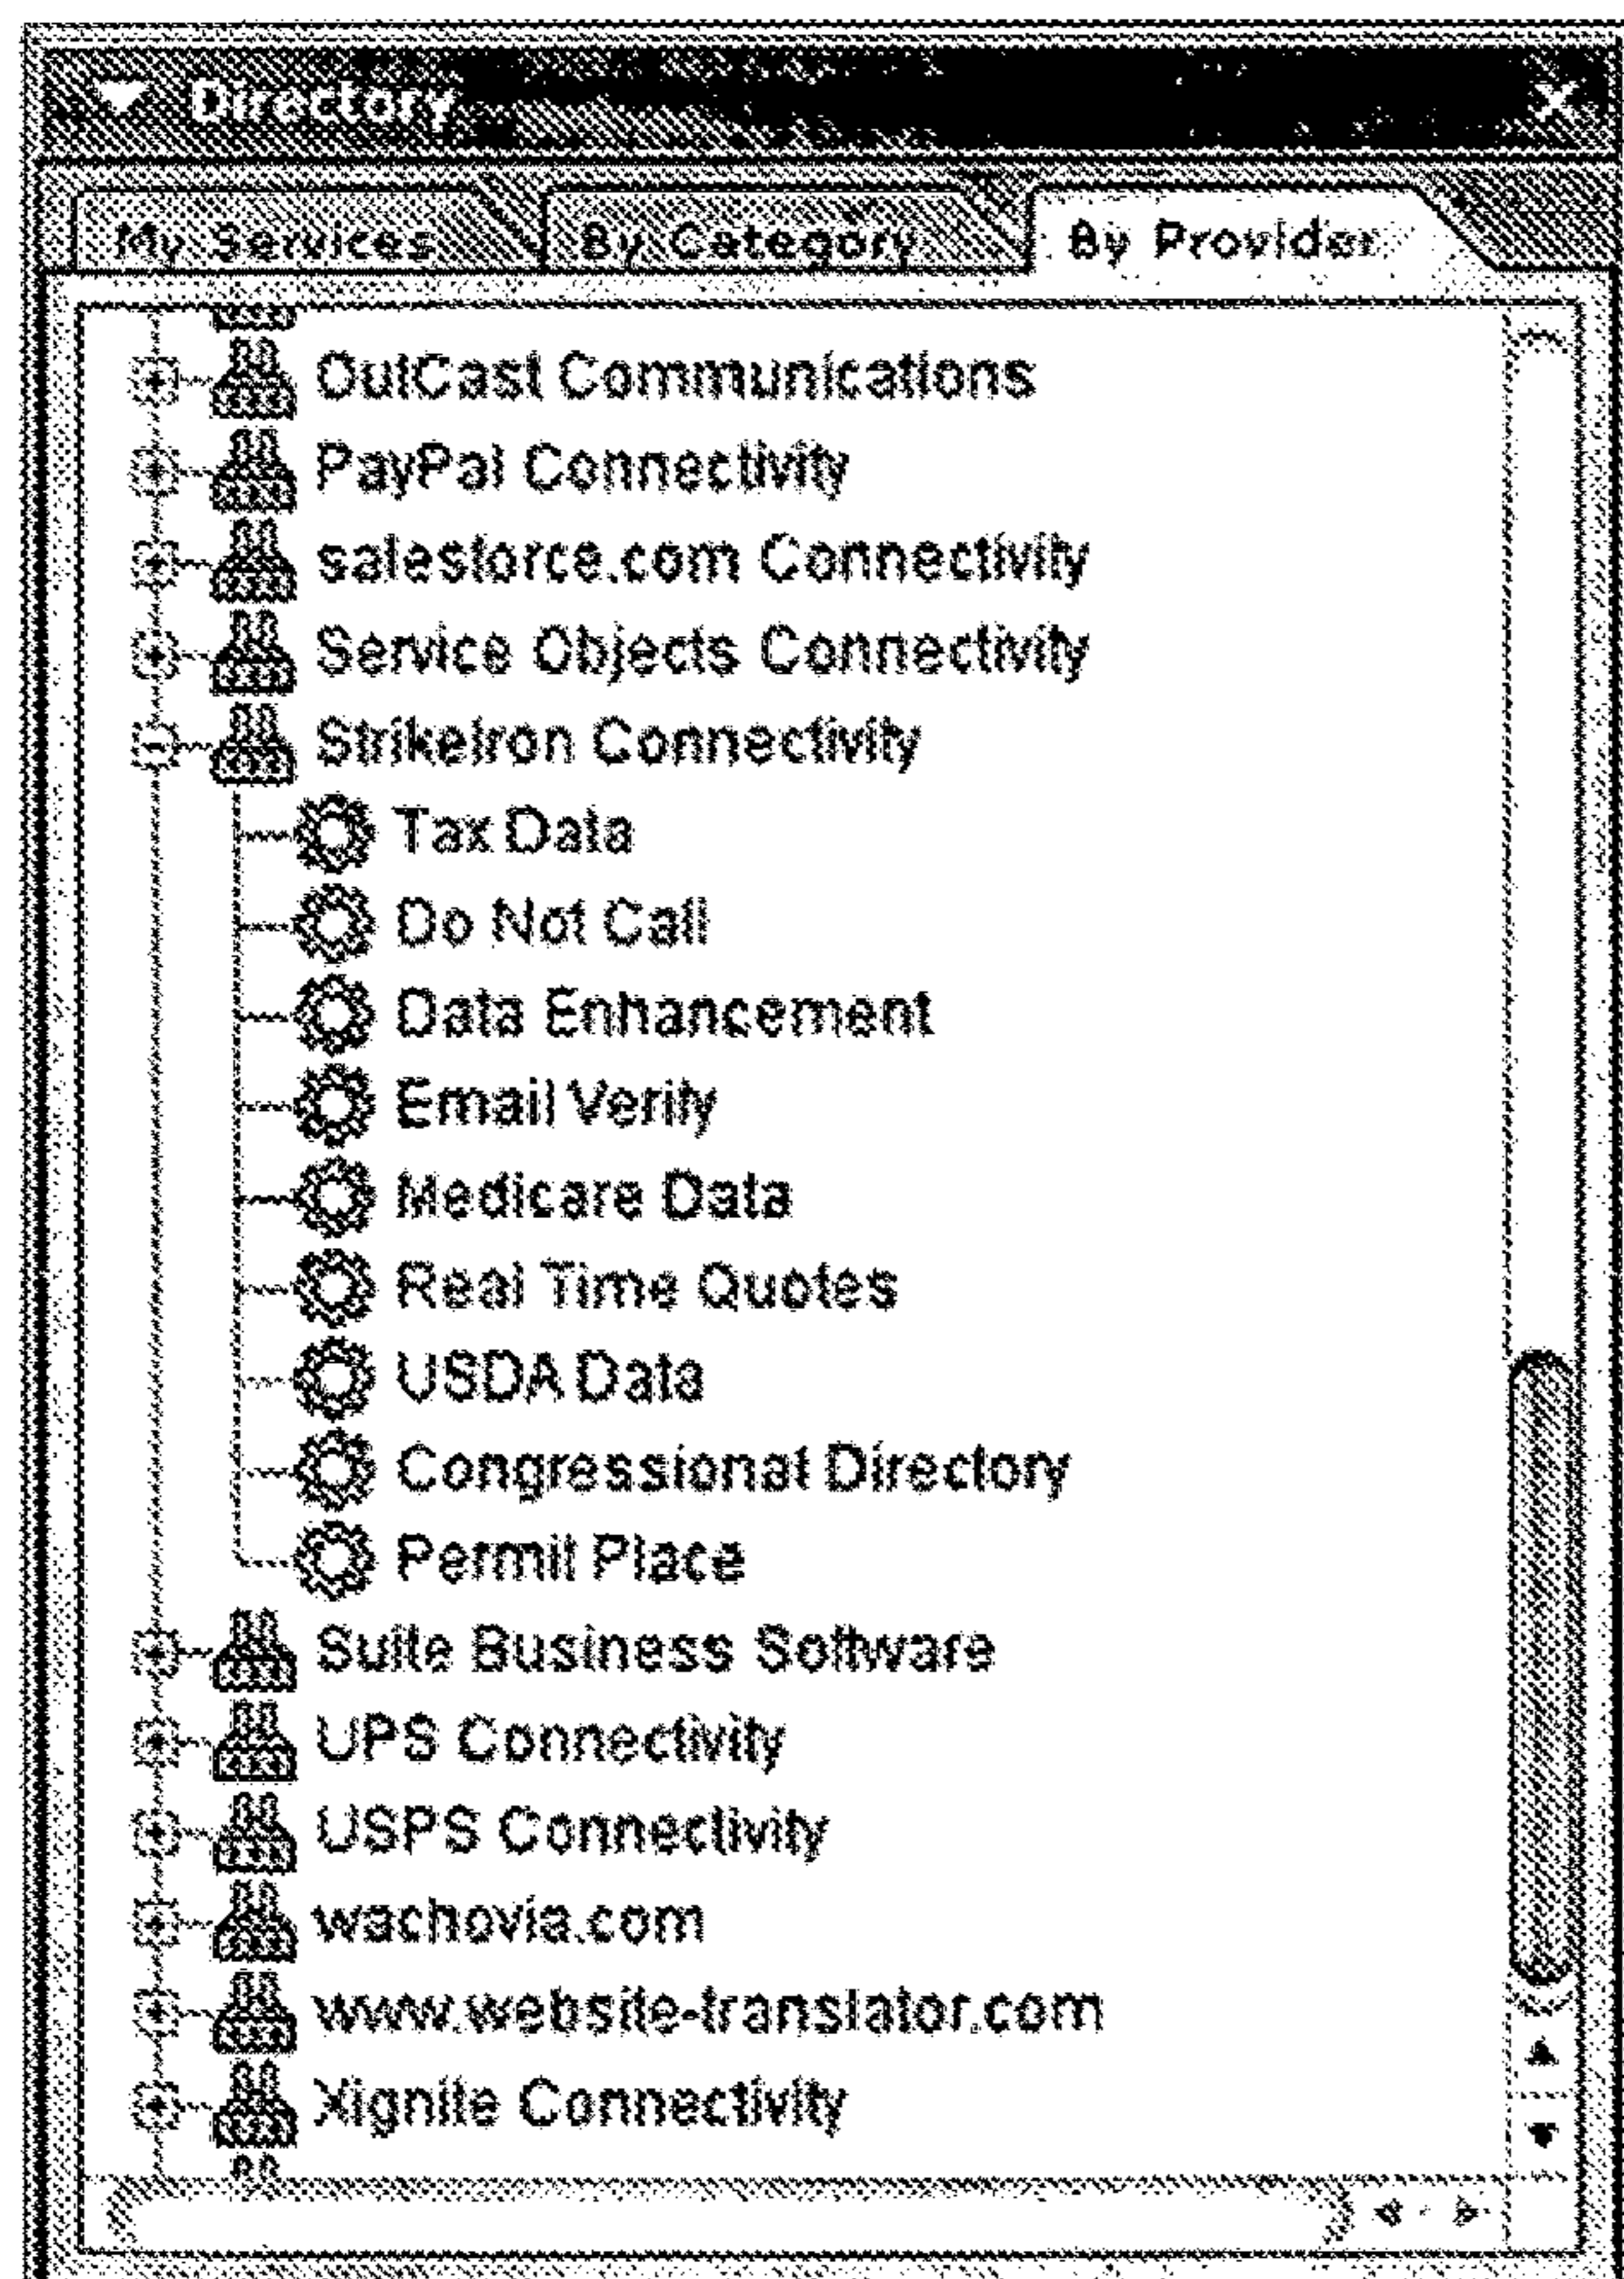 Directory
My Services By Category By Provider
OutCast Communications
PayPal Connectivity
salesforce.com Connectivity
Service Objects Connectivity
StrikeIron Connectivity
Tax Data
Do Not Call
Data Enhancement
Email Verify
Medicare Data
Real Time Quotes
USDA Data
Congressional Directory
Permit Place
Suite Business Software
UPS Connectivity
USPS Connectivity
wachovia.com
www.website-translator.com
Xignite Connectivity